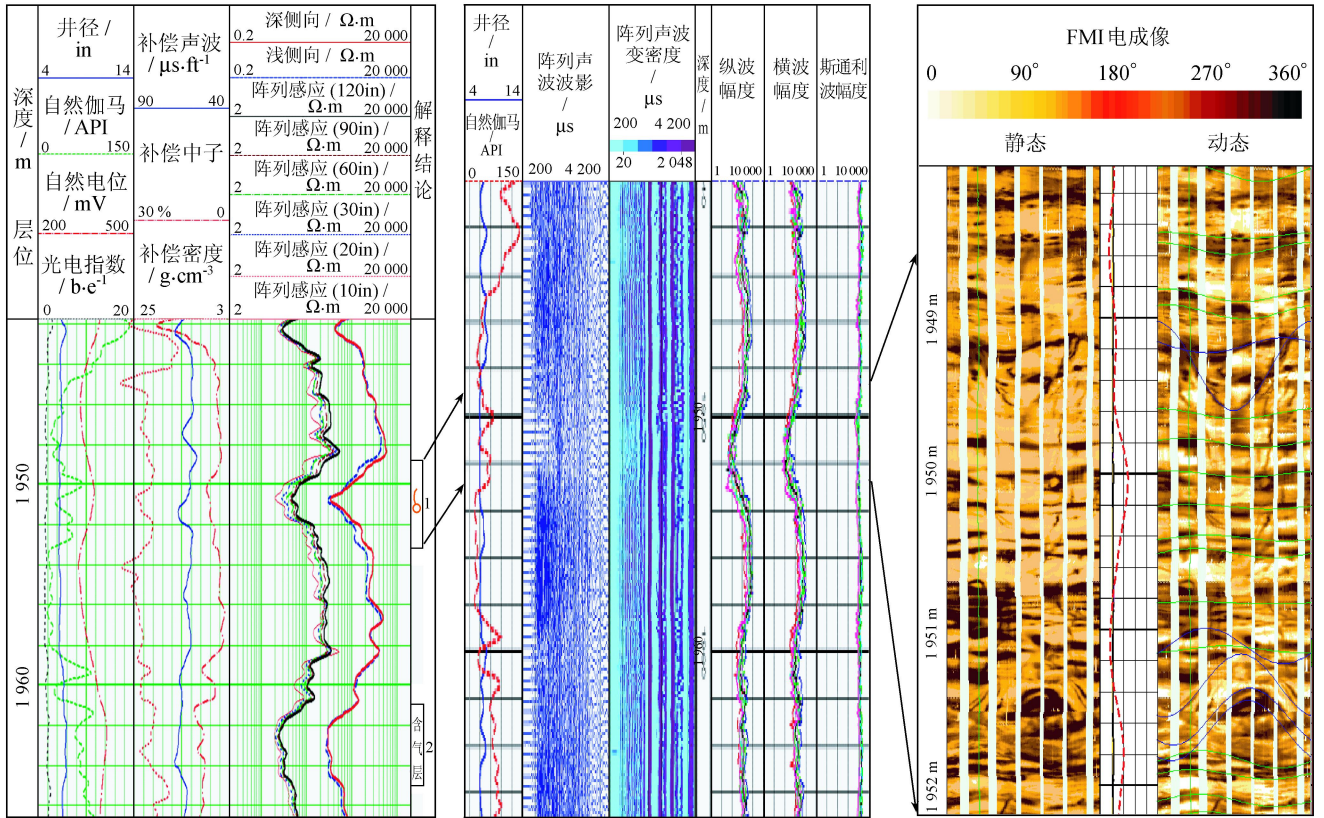 深度 / m
层位
井径 /
in
4 14
自然伽马
/ API
0 150
自然电位
/ mV
200 500
光电指数
/ b·e⁻¹
0 20
补偿声波
/ μs·ft⁻¹
90 40
补偿中子
30 % 0
补偿密度
/ g·cm⁻³
25 3
深侧向 / Ω·m
0.2 20 000
浅侧向 / Ω·m
0.2 20 000
阵列感应 (120in) /
2 Ω·m 20 000
阵列感应 (90in) /
2 Ω·m 20 000
阵列感应 (60in) /
2 Ω·m 20 000
阵列感应 (30in) /
2 Ω·m 20 000
阵列感应 (20in) /
2 Ω·m 20 000
阵列感应 (10in) /
2 Ω·m 20 000
解释结论
1 950
1 960
1
含气层
2
井径
/
in
4 14
自然伽马
/
API
0 150
阵列声
波波影
/
μs
200 4 200
阵列声波
变密度
/
μs
200 4 200
20 2 048
深度 / m
1 950
1 960
纵波
幅度
1 10 000
横波
幅度
1 10 000
斯通利
波幅度
1 10 000
FMI 电成像
0 90° 180° 270° 360°
静态 动态
1 949 m
1 950 m
1 951 m
1 952 m